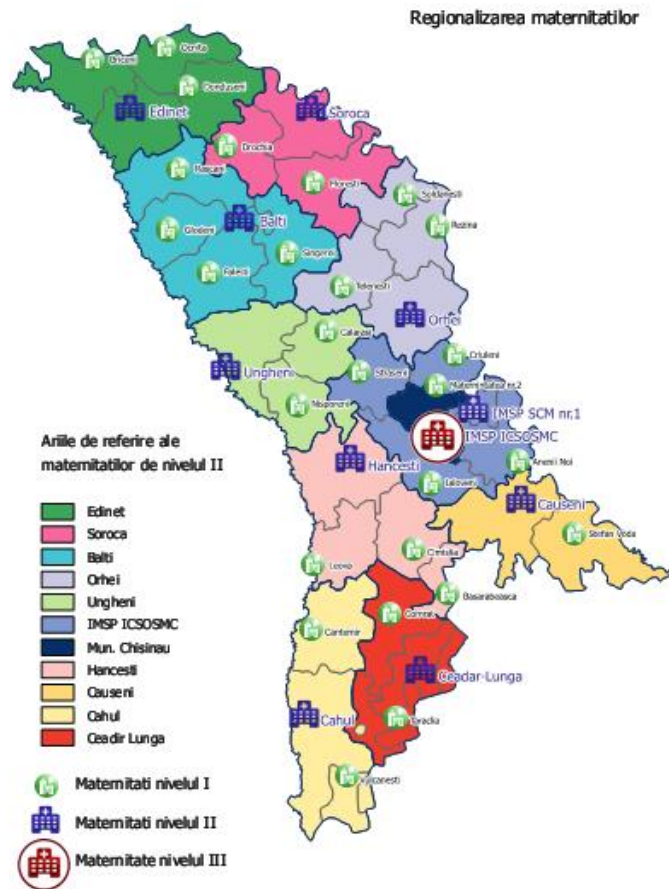 Regionalizarea maternitatilor
Ocnita
Briceni
Donduseni
Edinet
Soroca
Drochia
Rascani
Floresti
Soldanesti
Balti
Rezina
Glodeni
Singerei
Falesti
Telenesti
Orhei
Calarasi
Criuleni
Ungheni
Straseni
Maternitatea nr.2
Nisporeni
IMSP SCM nr.1
IMSP ICSOSMC
Hancesti
Anenii Noi
Ialoveni
Causeni
Stefan Voda
Cimislia
Leova
Basarabeasca
Comrat
Cantemir
Ceadar-Lunga
Cahul
Taraclia
Vulcanesti
Ariile de referire ale
maternitatilor de nivelul II
Edinet
Soroca
Balti
Orhei
Ungheni
IMSP ICSOSMC
Mun. Chisinau
Hancesti
Causeni
Cahul
Ceadir Lunga
Maternitati nivelul I
Maternitati nivelul II
Maternitate nivelul III